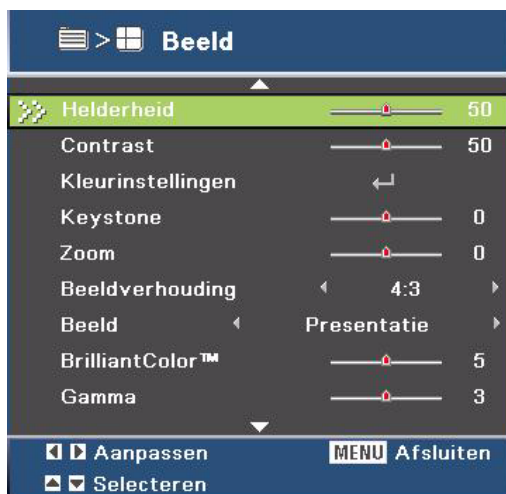 > Beeld
Helderheid 50
Contrast 50
Kleurinstellingen
Keystone 0
Zoom 0
Beeldverhouding 4:3
Beeld Presentatie
BrilliantColor™ 5
Gamma 3
Aanpassen MENU Afsluiten
Selecteren